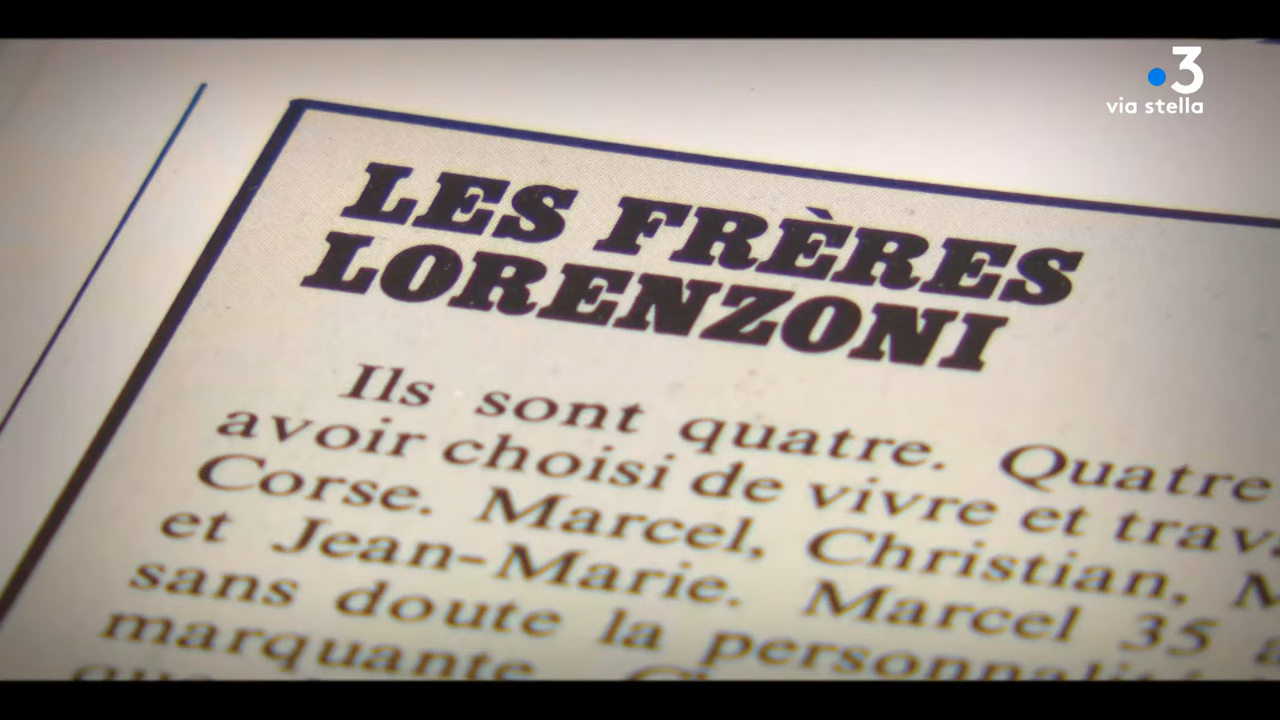 3
via stella
LES FRÈRES
LORENZONI
Ils sont quatre. Quatre
avoir choisi de vivre et trav
Corse. Marcel, Christian, M
et Jean-Marie. Marcel 35 a
sans doute la personnalité
marquante.